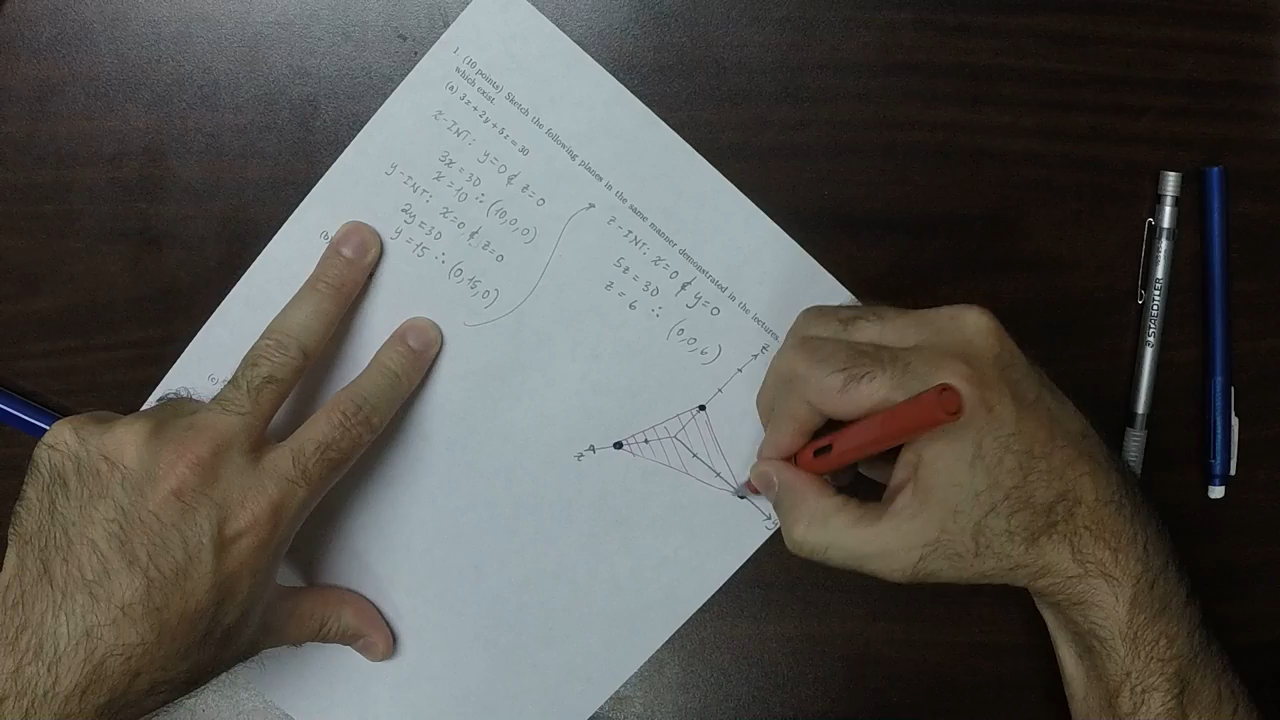 1. (10 points) Sketch the following planes in the same manner demonstrated in the lectures,
which exist.
(a) 3x + 2y + 5z = 30
x-INT: y=0 & z=0
3x = 30
x = 10 ∴ (10,0,0)
y-INT: x=0 & z=0
2y = 30
y = 15 ∴ (0,15,0)
z-INT: x=0 & y=0
5z = 30
z = 6 ∴
(0,0,6)
z
x
y
(b)
(c)
STAEDTLER